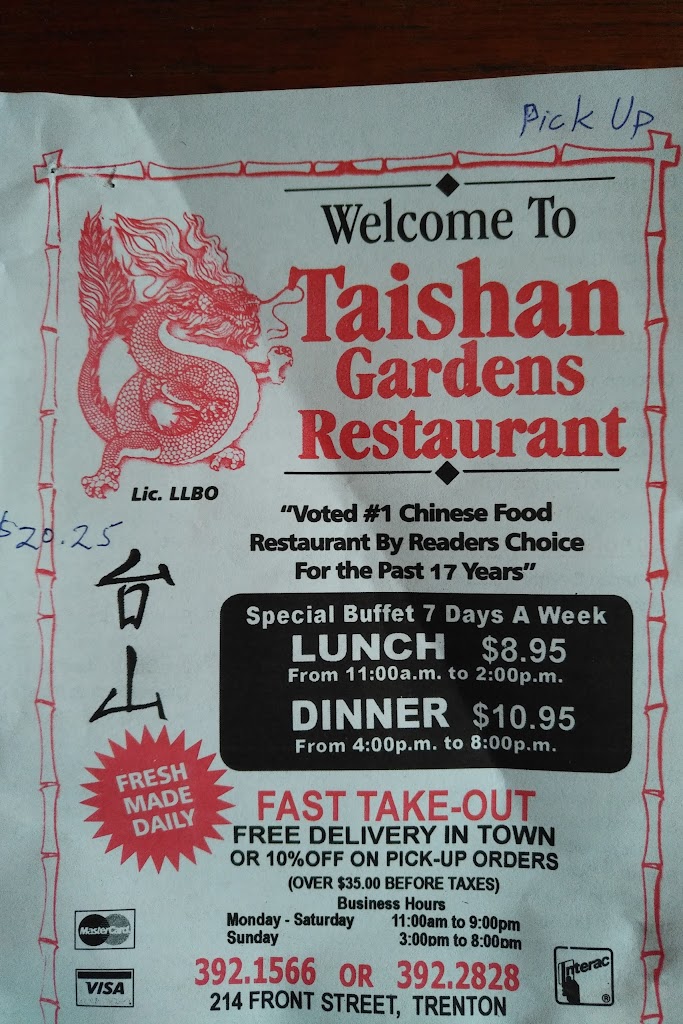 Pick Up
Welcome To
Taishan
Gardens
Restaurant
Lic. LLBO
$20.25
台
山
"Voted #1 Chinese Food
Restaurant By Readers Choice
For the Past 17 Years"
Special Buffet 7 Days A Week
LUNCH $8.95
From 11:00a.m. to 2:00p.m.
DINNER $10.95
From 4:00p.m. to 8:00p.m.
FRESH
MADE
DAILY
FAST TAKE-OUT
FREE DELIVERY IN TOWN
OR 10%OFF ON PICK-UP ORDERS
(OVER $35.00 BEFORE TAXES)
Business Hours
Monday - Saturday 11:00am to 9:00pm
Sunday 3:00pm to 8:00pm
MasterCard
VISA
Interac
®
392.1566 OR 392.2828
214 FRONT STREET, TRENTON